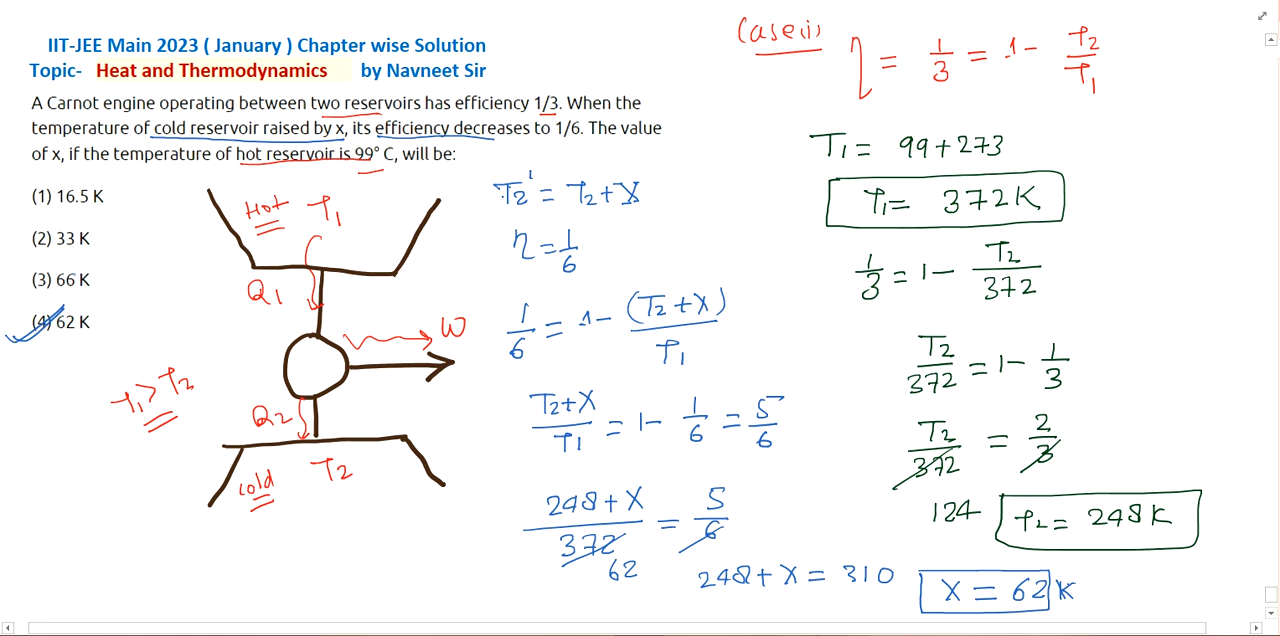 IIT-JEE Main 2023 ( January ) Chapter wise Solution
Topic- Heat and Thermodynamics by Navneet Sir
A Carnot engine operating between two reservoirs has efficiency 1/3. When the
temperature of cold reservoir raised by x, its efficiency decreases to 1/6. The value
of x, if the temperature of hot reservoir is 99° C, will be:
(1) 16.5 K
(2) 33 K
(3) 66 K
(4) 62 K
Hot T1
Q1
W
T1 > T2
Q2
Cold T2
T2' = T2 + X
η = 1/6
1/6 = 1 - (T2 + X)/T1
T2+X/T1 = 1 - 1/6 = 5/6
248 + X/372 = 5/6
62
248 + X = 310
X = 62 K
Case(i)
η = 1/3 = 1 - T2/T1
T1 = 99 + 273
T1 = 372 K
1/3 = 1 - T2/372
T2/372 = 1 - 1/3
T2/372 = 2/3
124
T2 = 248 K